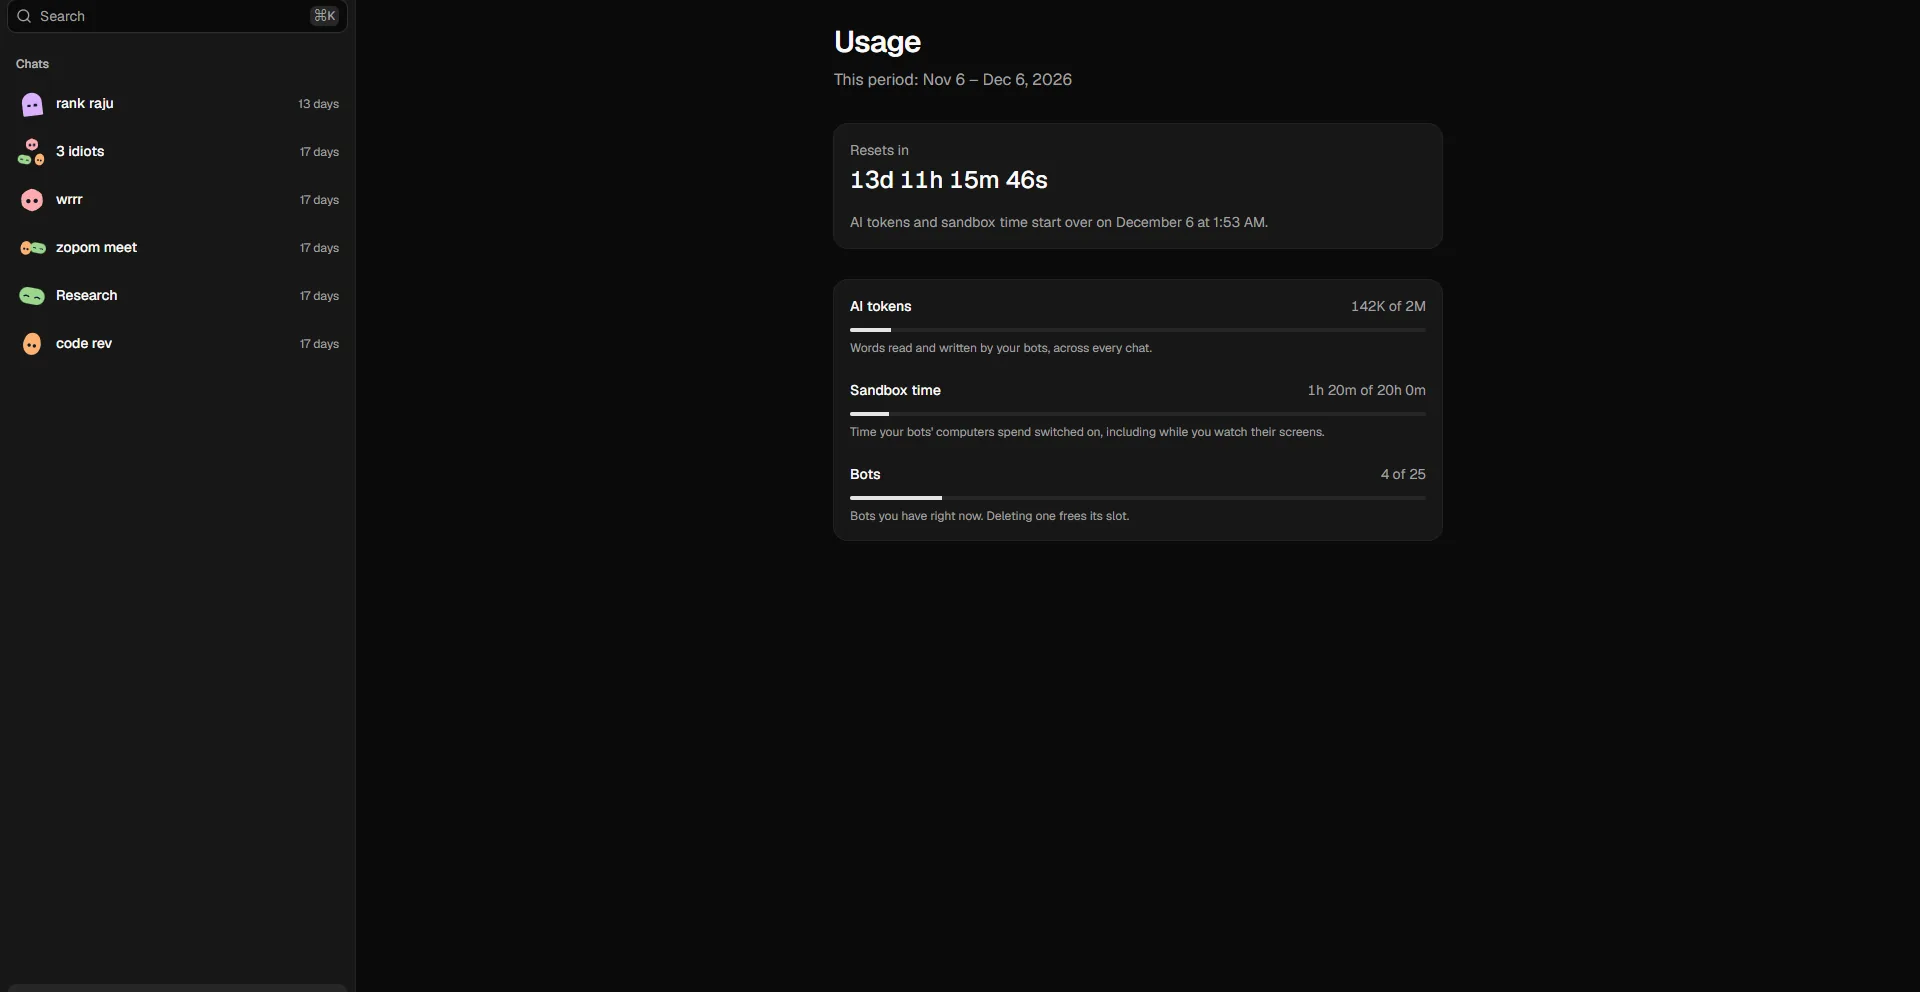 Search
⌘K
Chats
rank raju
13 days
3 idiots
17 days
wrrr
17 days
zopom meet
17 days
Research
17 days
code rev
17 days
Usage
This period: Nov 6 – Dec 6, 2026
Resets in
13d 11h 15m 46s
AI tokens and sandbox time start over on December 6 at 1:53 AM.
AI tokens
142K of 2M
Words read and written by your bots, across every chat.
Sandbox time
1h 20m of 20h 0m
Time your bots' computers spend switched on, including while you watch their screens.
Bots
4 of 25
Bots you have right now. Deleting one frees its slot.